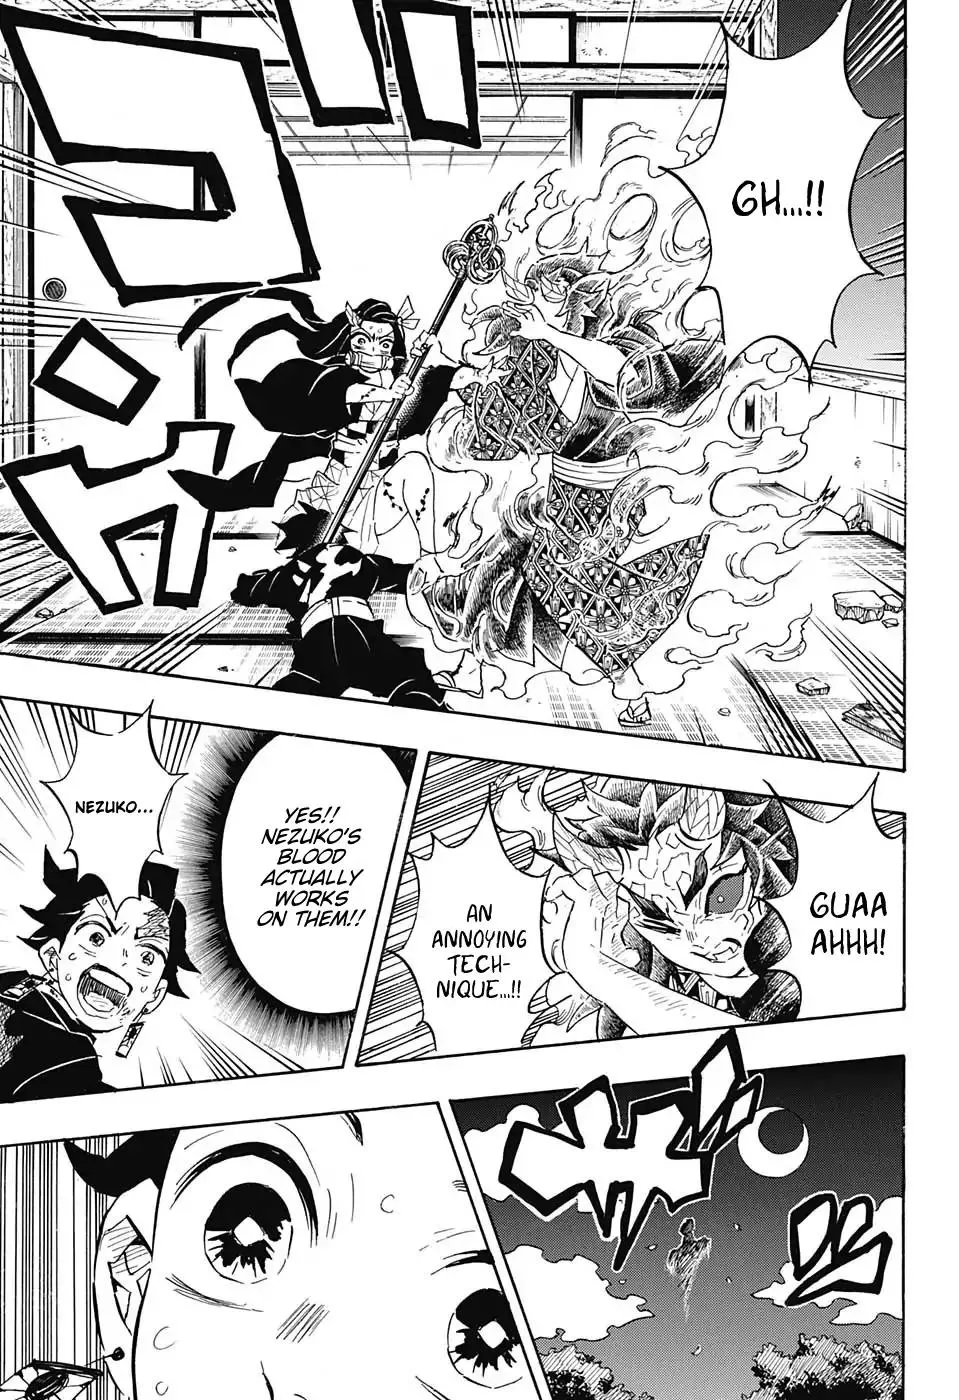 GH...!!
GUAA
AHHH!
AN
ANNOYING
TECH-
NIQUE...!!
YES!!
NEZUKO'S
BLOOD
ACTUALLY
WORKS
ON THEM!!
NEZUKO...